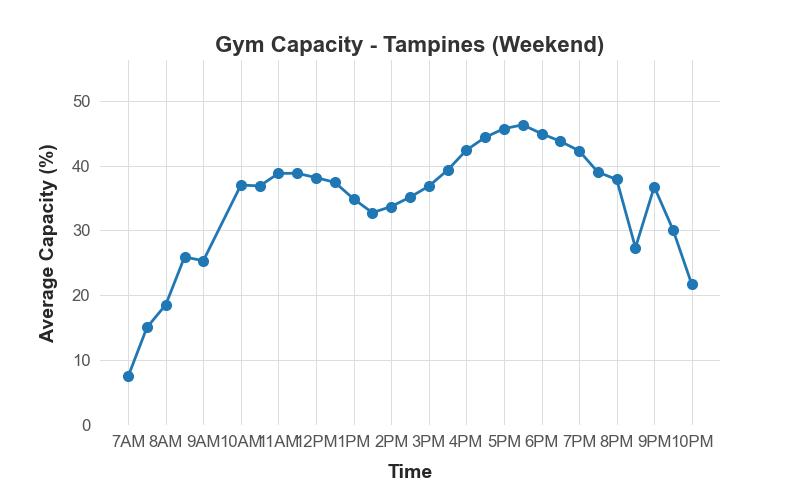 Gym Capacity - Tampines (Weekend)
Average Capacity (%)
50
40
30
20
10
0
7AM 8AM 9AM 10AM 11AM 12PM 1PM 2PM 3PM 4PM 5PM 6PM 7PM 8PM 9PM 10PM
Time